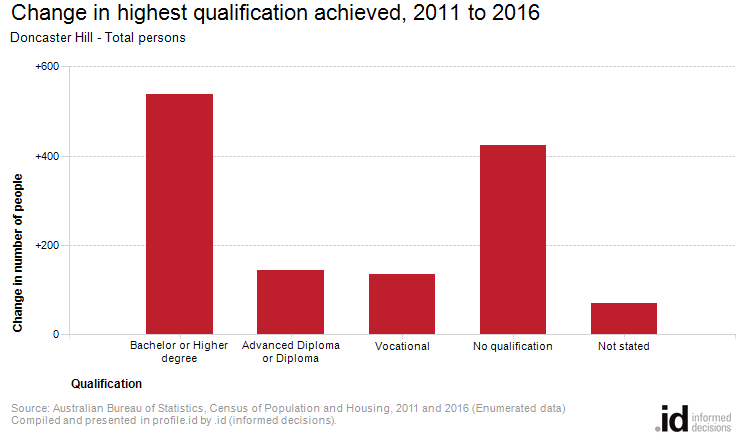 Change in highest qualification achieved, 2011 to 2016
Doncaster Hill - Total persons
Change in number of people
+600
+400
+200
0
Bachelor or Higher
degree
Advanced Diploma
or Diploma
Vocational
No qualification
Not stated
Qualification
Source: Australian Bureau of Statistics, Census of Population and Housing, 2011 and 2016 (Enumerated data)
Compiled and presented in profile.id by .id (informed decisions).
.id informed
decisions